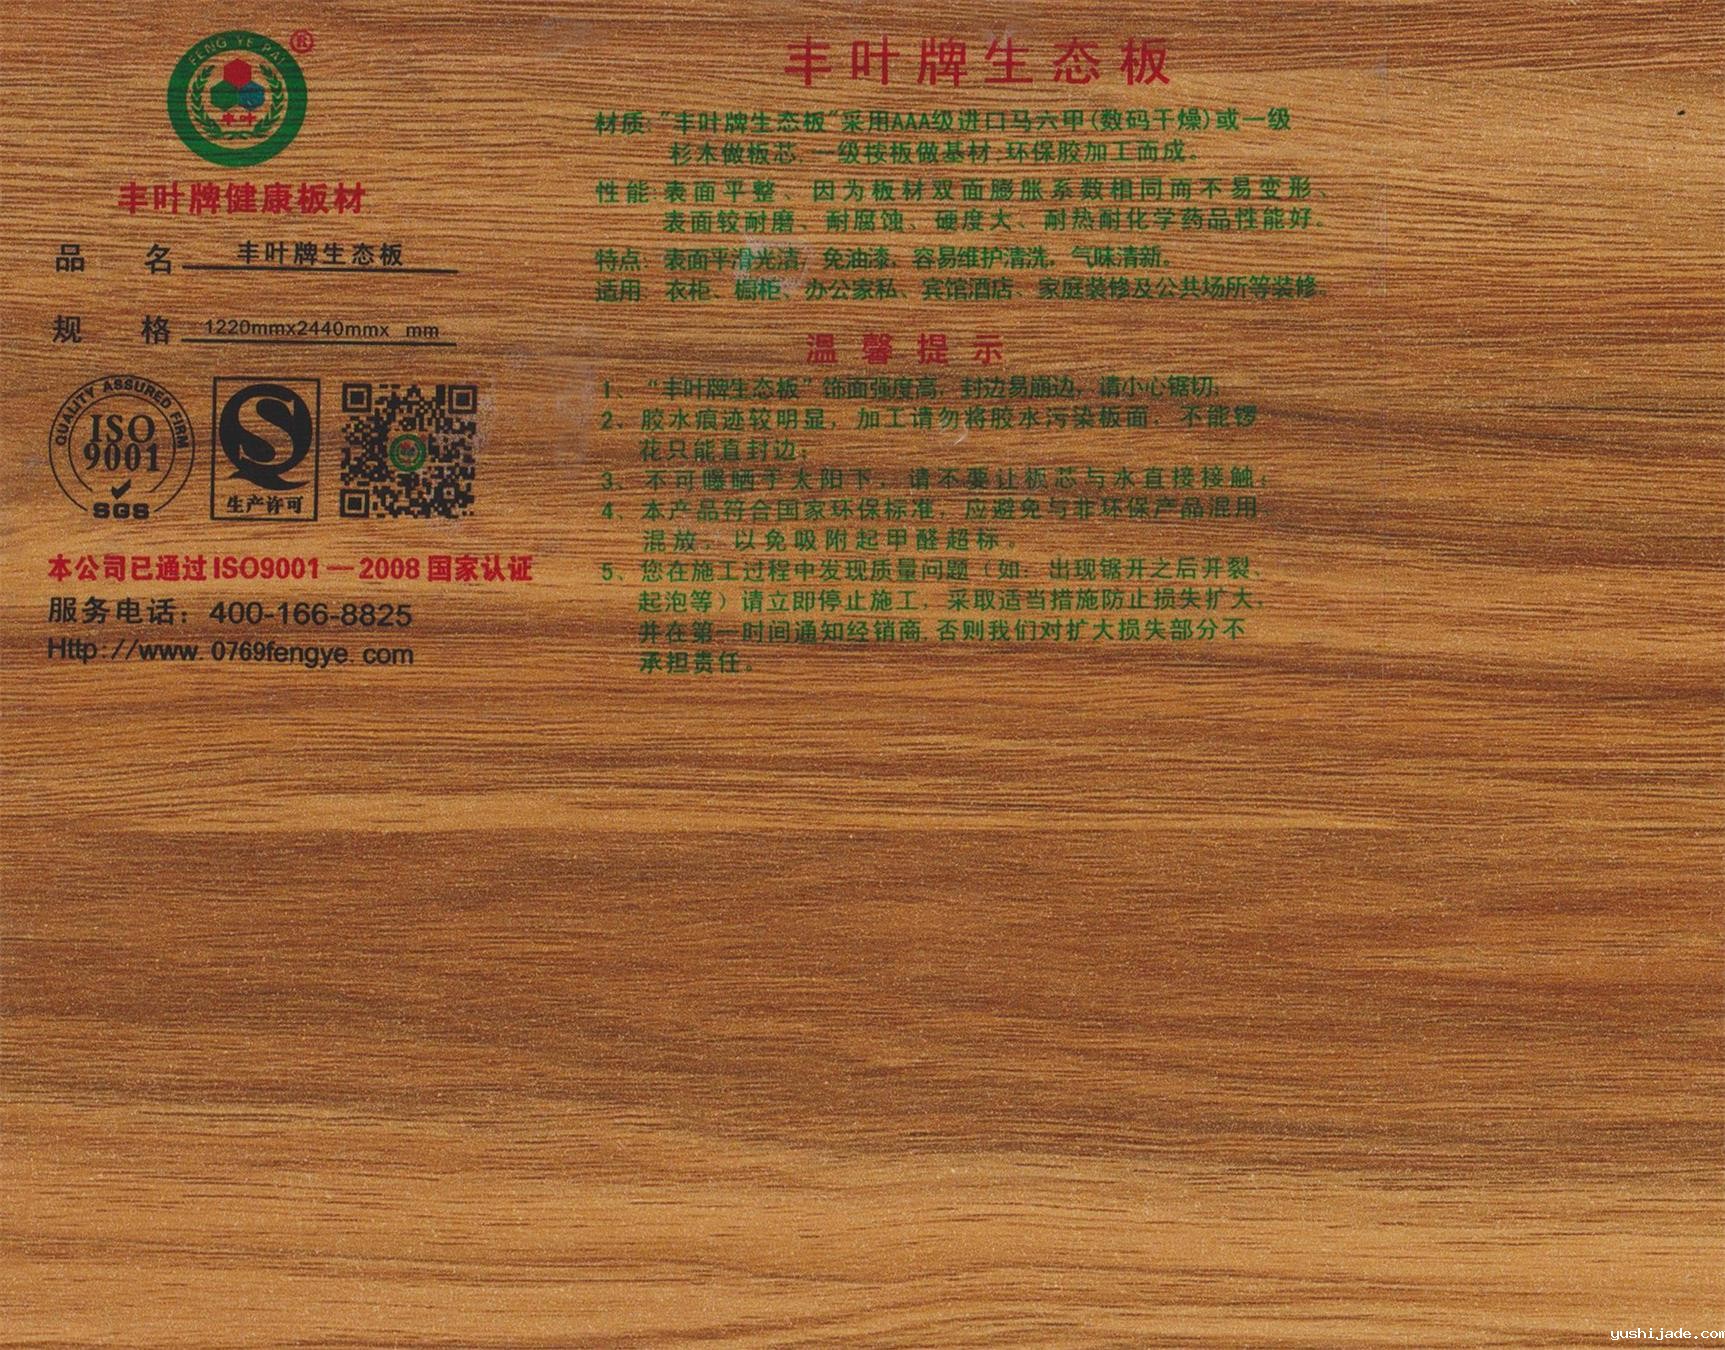 FENG YE PAI
®
丰叶
丰叶牌健康板材
品 名 丰叶牌生态板
规 格 1220mmx2440mmx mm
QUALITY ASSURED FIRM
ISO
9001
SGS
生产许可
本公司已通过ISO9001—2008国家认证
服务电话：400-166-8825
Http://www.0769fengye.com
丰叶牌生态板
材质:"丰叶牌生态板"采用AAA级进口马六甲(数码干燥)或一级
杉木做板芯,一级按板做基材,环保胶加工而成。
性能:表面平整、因为板材双面膨胀系数相同而不易变形、
表面较耐磨、耐腐蚀、硬度大、耐热耐化学药品性能好。
特点:表面平滑光洁，免油漆，容易维护清洗，气味清新。
适用:衣柜、橱柜、办公家私、宾馆酒店、家庭装修及公共场所等装修。
温馨提示
1、“丰叶牌生态板”饰面强度高，封边易崩边，请小心锯切；
2、胶水痕迹较明显，加工请勿将胶水污染板面，不能锣
花只能直封边；
3、不可曝晒于太阳下，请不要让板芯与水直接接触；
4、本产品符合国家环保标准，应避免与非环保产品混用、
混放，以免吸附起甲醛超标。
5、您在施工过程中发现质量问题（如：出现锯开之后开裂、
起泡等）请立即停止施工，采取适当措施防止损失扩大，
并在第一时间通知经销商,否则我们对扩大损失部分不
承担责任。
yushijade.com